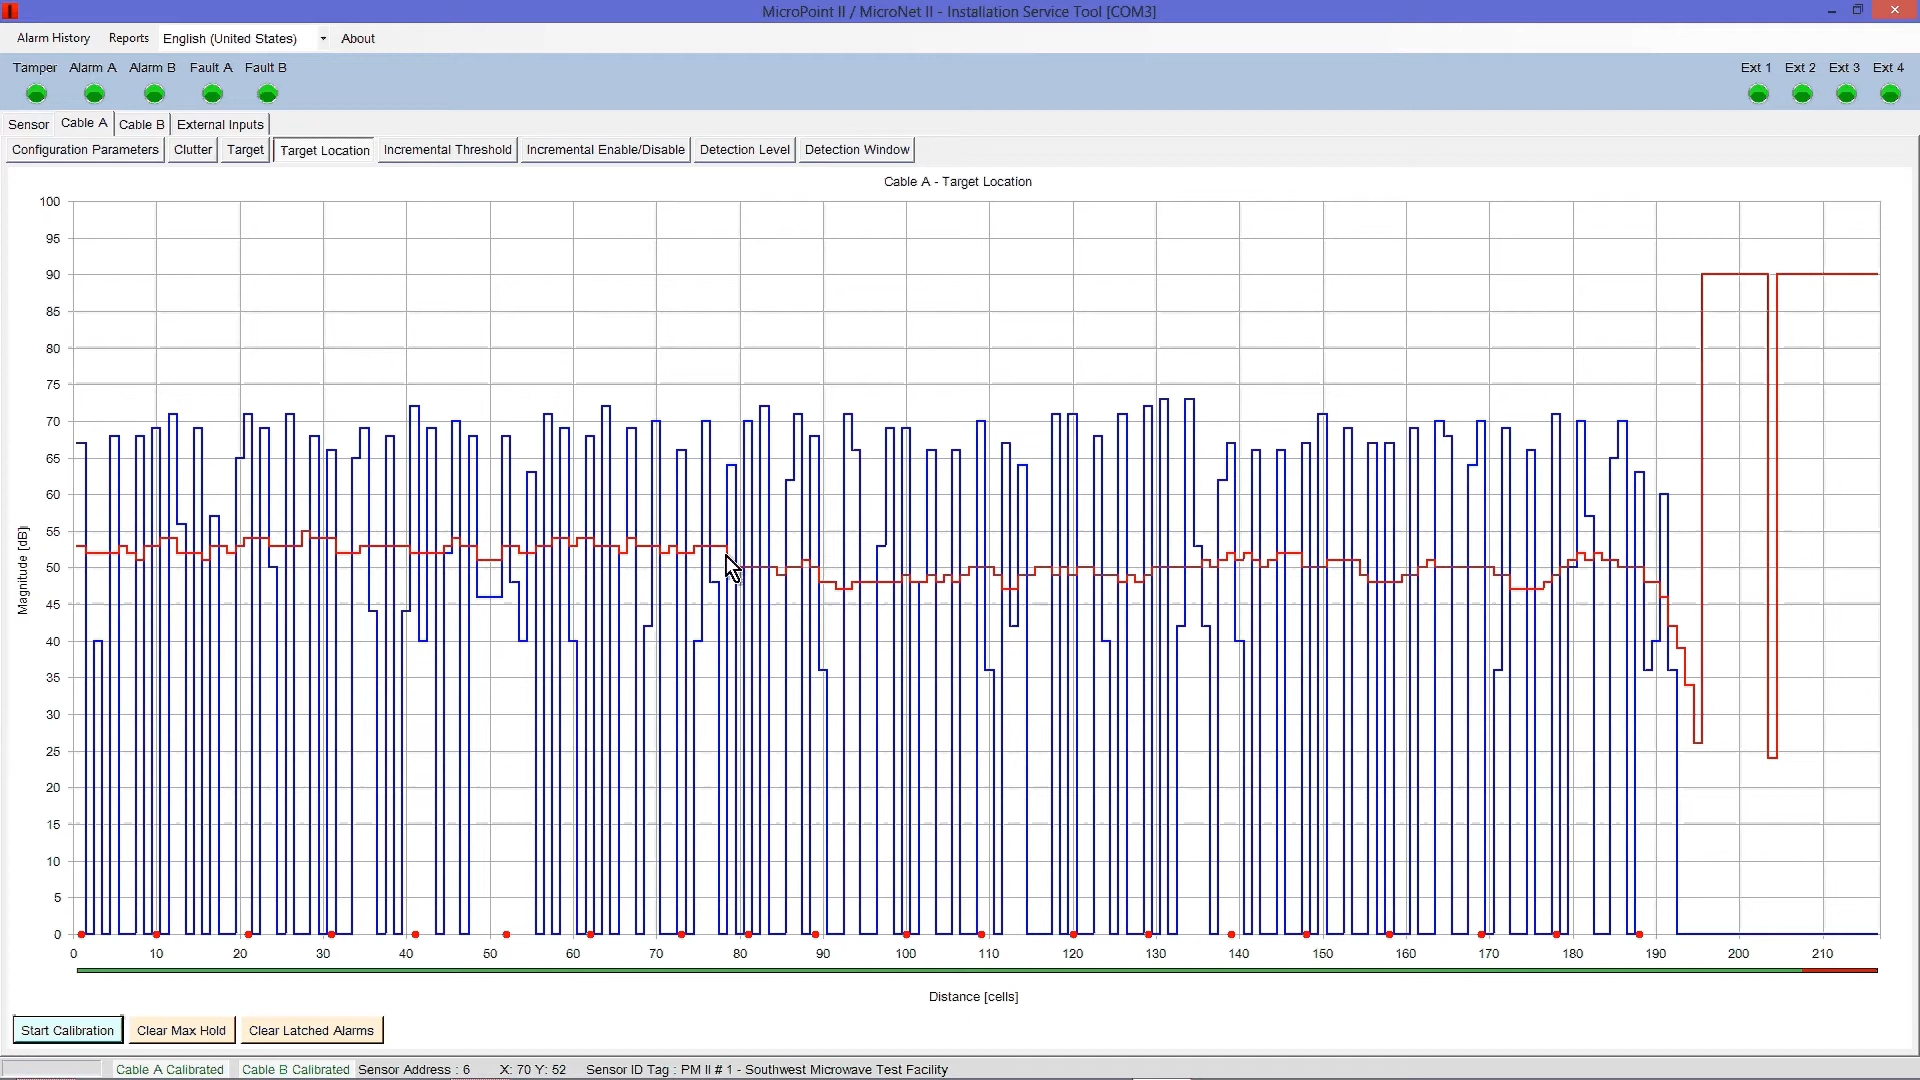 MicroPoint II / MicroNet II - Installation Service Tool [COM3]
Alarm History Reports English (United States) About
Tamper Alarm A Alarm B Fault A Fault B Ext 1 Ext 2 Ext 3 Ext 4
Sensor Cable A Cable B External Inputs
Configuration Parameters Clutter Target Target Location Incremental Threshold Incremental Enable/Disable Detection Level Detection Window
Cable A - Target Location
100
95
90
85
80
75
70
65
60
55
50
45
40
35
30
25
20
15
10
5
0
Magnitude [dB]
0 10 20 30 40 50 60 70 80 90 100 110 120 130 140 150 160 170 180 190 200 210
Distance [cells]
Start Calibration Clear Max Hold Clear Latched Alarms
Cable A Calibrated Cable B Calibrated Sensor Address : 6 X: 70 Y: 52 Sensor ID Tag : PM II # 1 - Southwest Microwave Test Facility